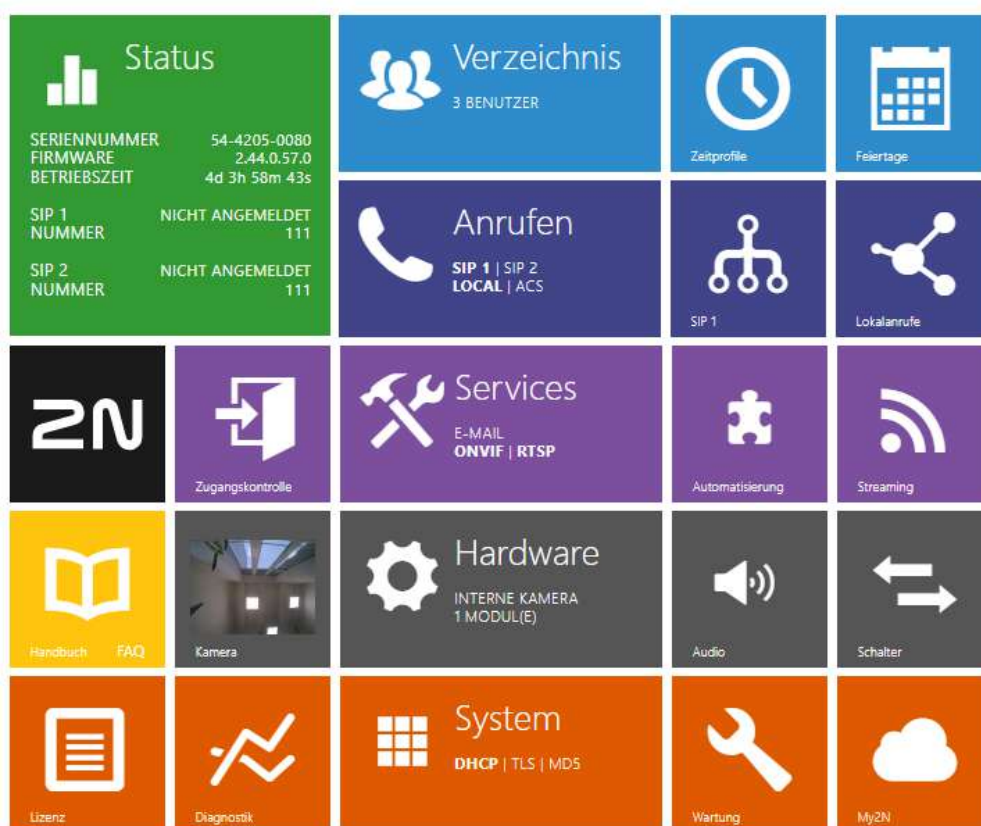 Status
SERIENNUMMER 54-4205-0080
FIRMWARE 2.44.0.57.0
BETRIEBSZEIT 4d 3h 58m 43s
SIP 1 NICHT ANGEMELDET
NUMMER 111
SIP 2 NICHT ANGEMELDET
NUMMER 111
Verzeichnis
3 BENUTZER
Zeitprofile
Feiertage
Anrufen
SIP 1 | SIP 2
LOCAL | ACS
SIP 1
Lokalanrufe
2N
Zugangskontrolle
Services
E-MAIL
ONVIF | RTSP
Automatisierung
Streaming
Handbuch FAQ
Kamera
Hardware
INTERNE KAMERA
1 MODUL(E)
Audio
Schalter
Lizenz
Diagnostik
System
DHCP | TLS | MD5
Wartung
My2N